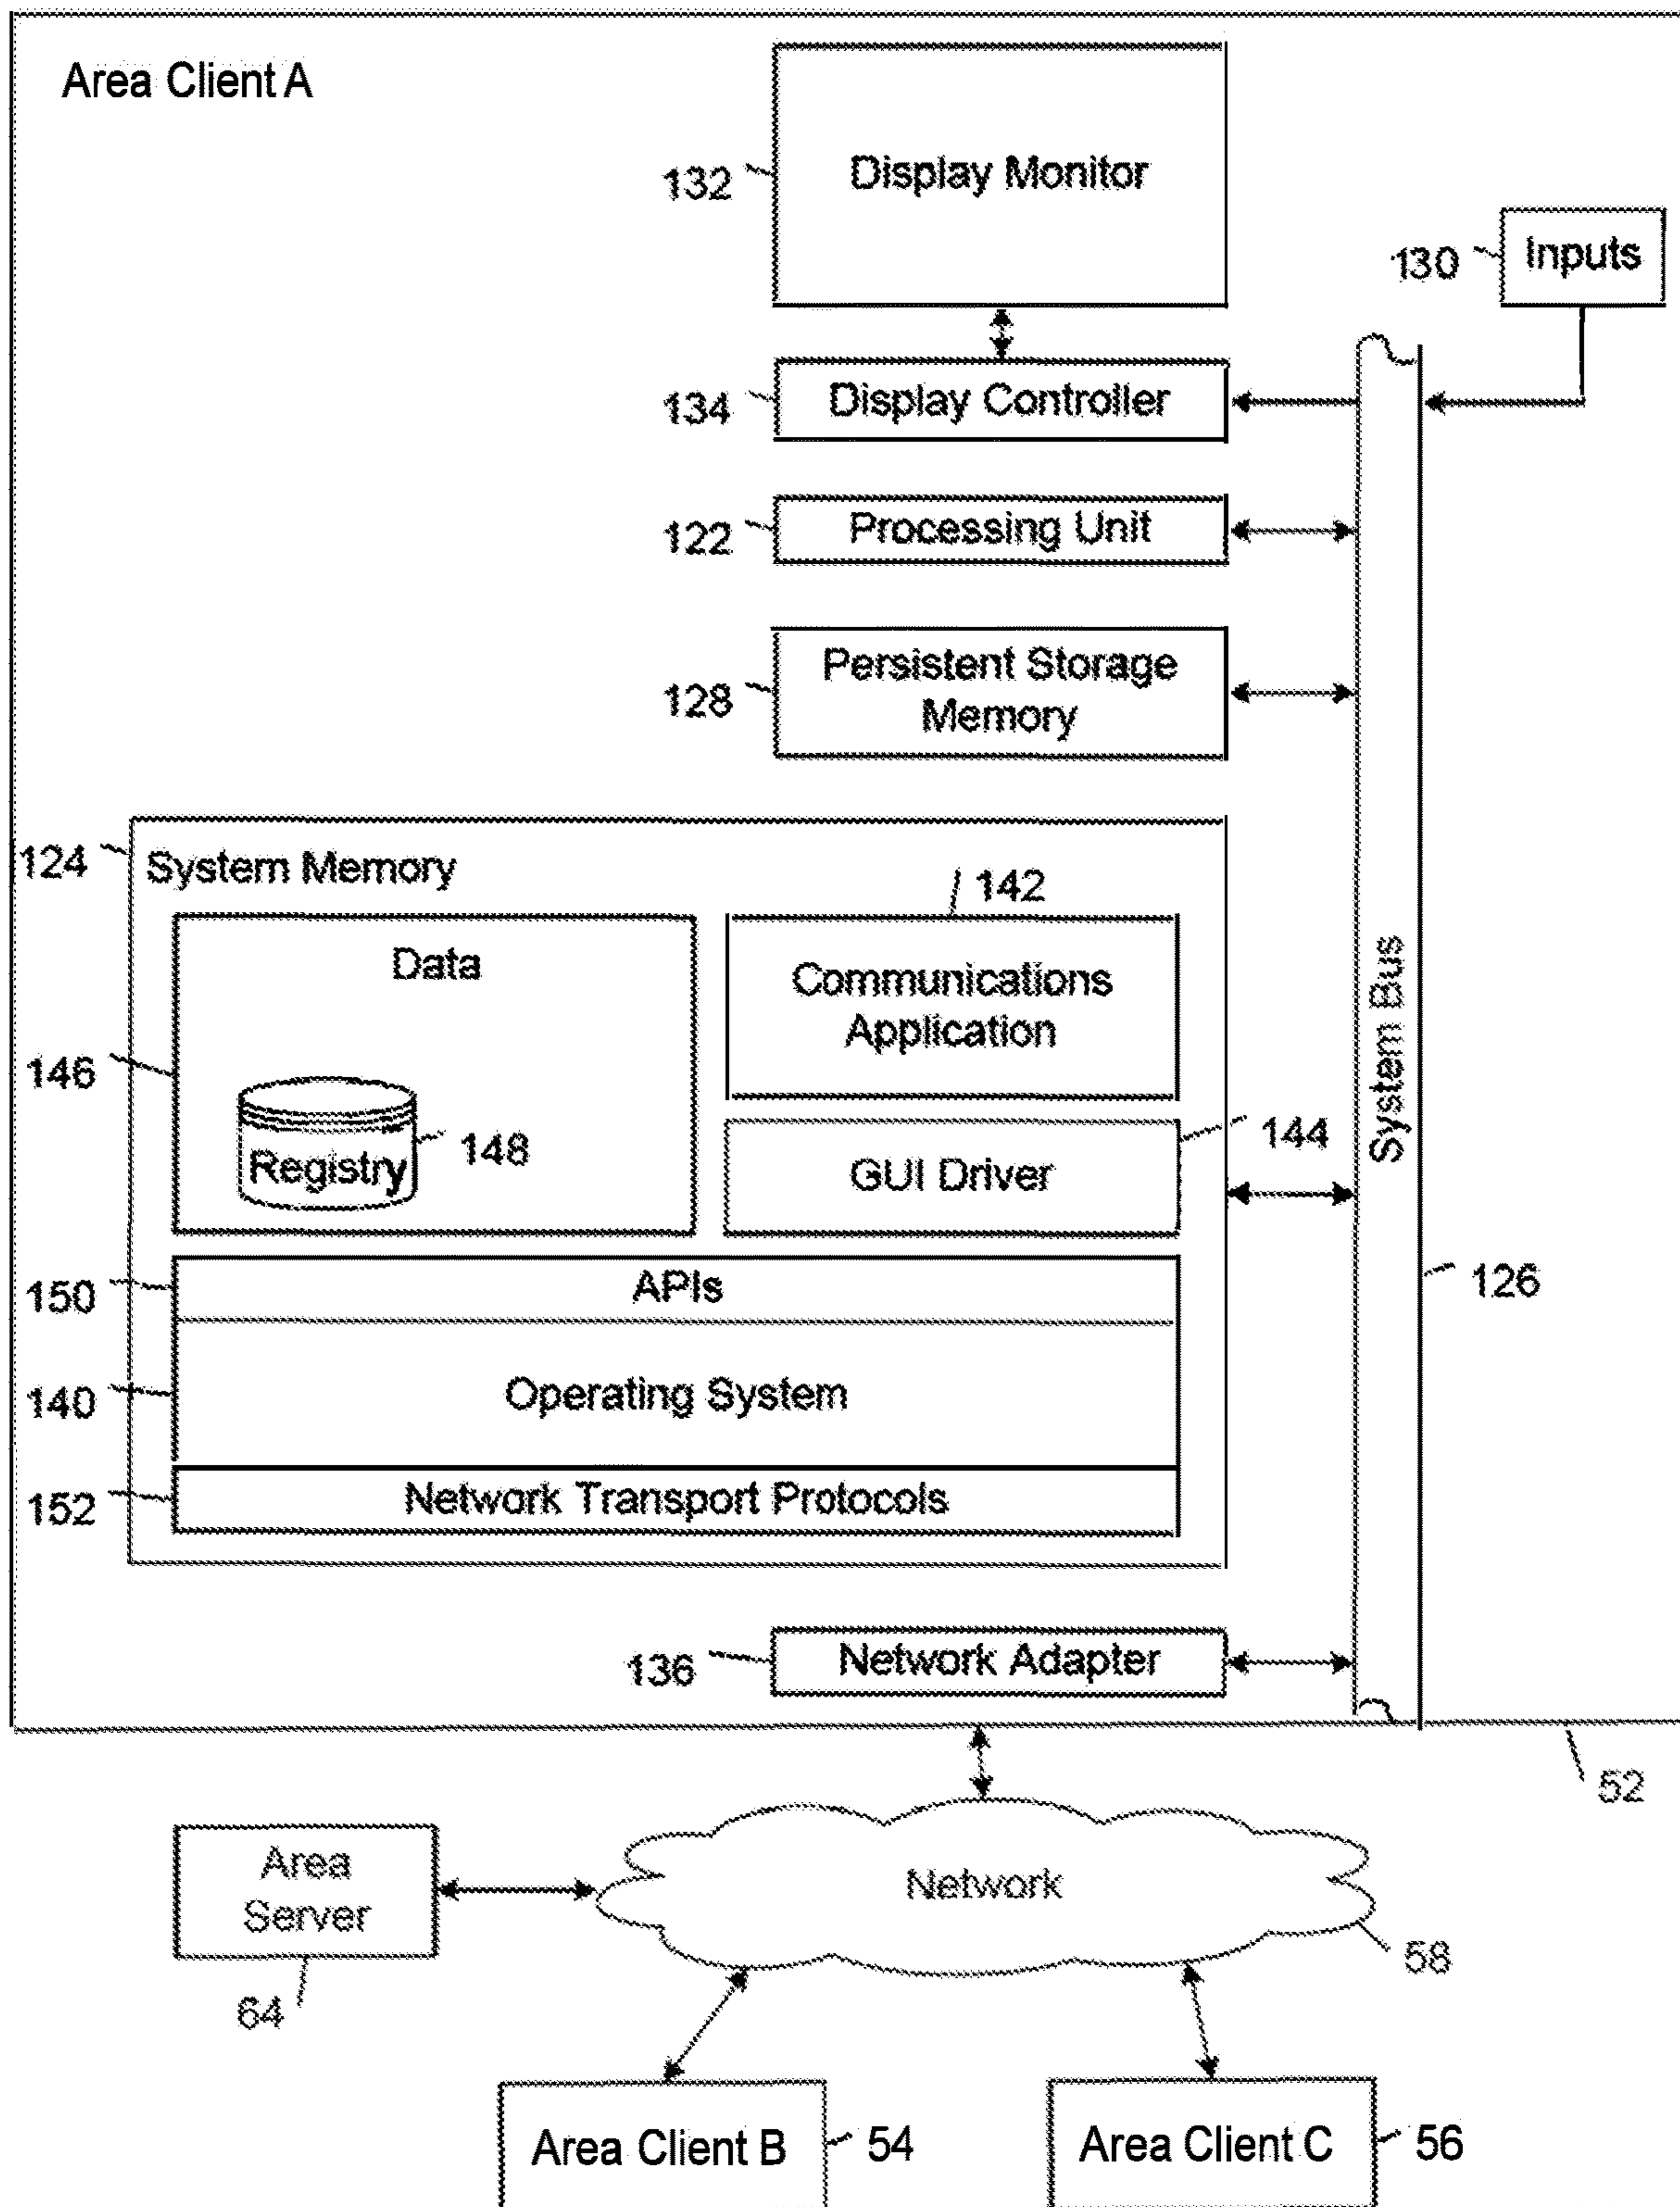 Area Client A
Display Monitor
132
Inputs
130
Display Controller
134
Processing Unit
122
Persistent Storage
Memory
128
124
System Memory
142
Data
Communications
Application
System Bus
146
Registry
148
GUI Driver
144
APIs
150
126
Operating System
140
Network Transport Protocols
152
Network Adapter
136
52
Area
Server
Network
58
64
Area Client B
54
Area Client C
56